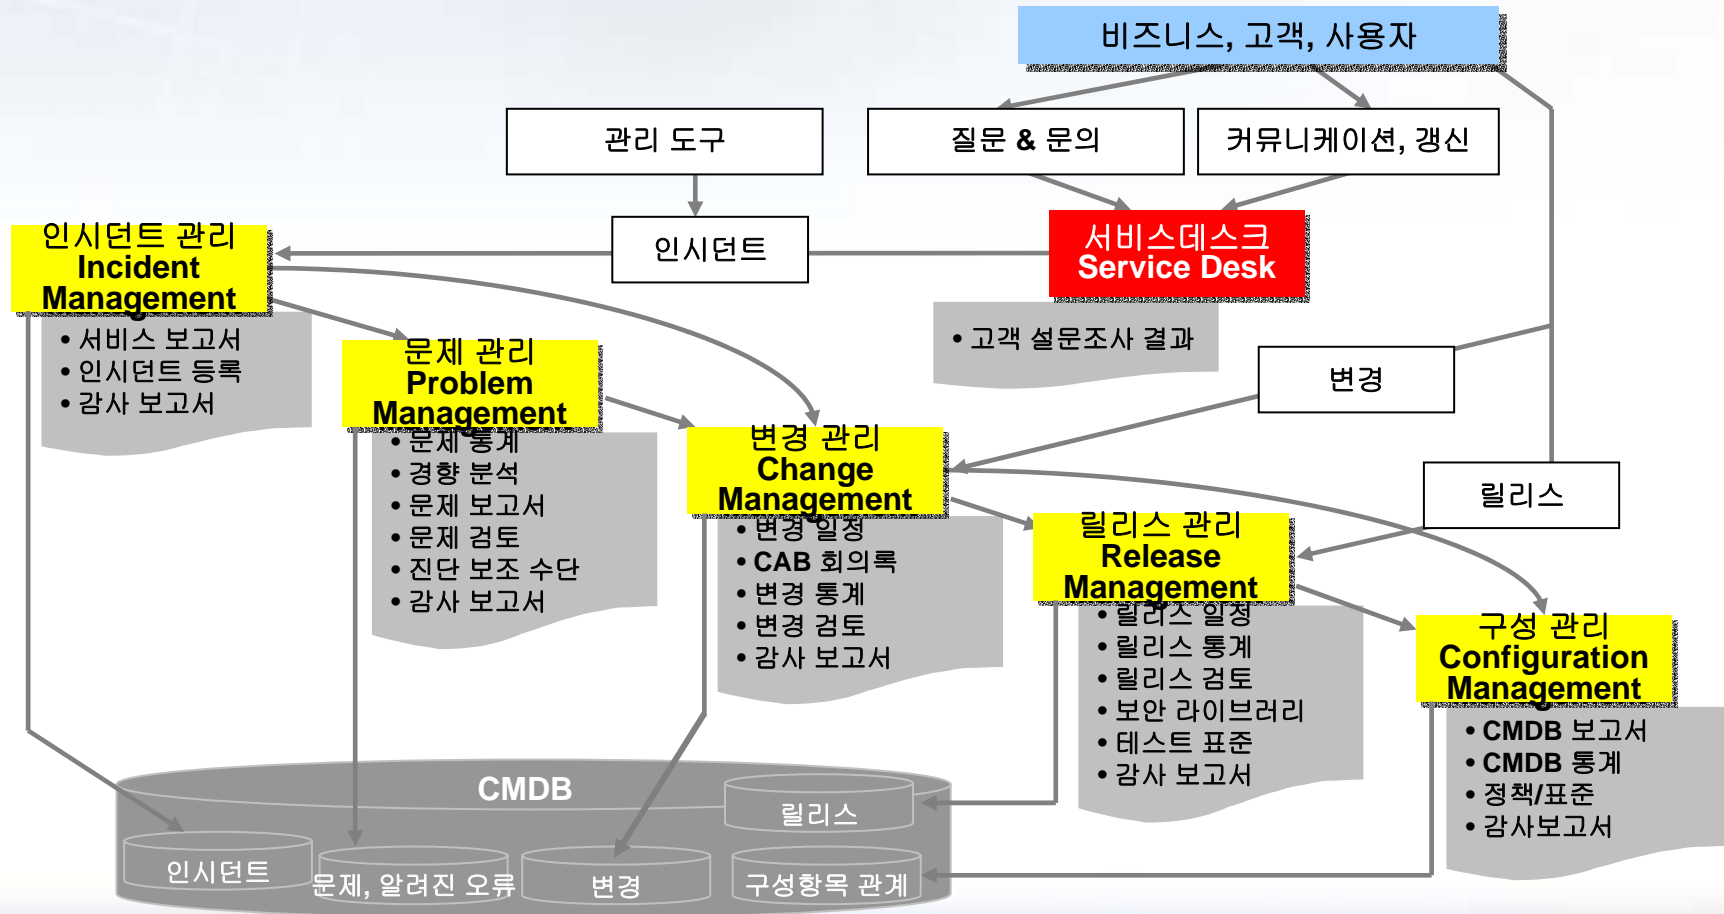 비즈니스, 고객, 사용자
관리 도구
질문 & 문의
커뮤니케이션, 갱신
인시던트 관리
Incident
Management
인시던트
서비스데스크
Service Desk
• 서비스 보고서
• 인시던트 등록
• 감사 보고서
• 고객 설문조사 결과
문제 관리
Problem
Management
변경
• 문제 통계
• 경향 분석
• 문제 보고서
• 문제 검토
• 진단 보조 수단
• 감사 보고서
변경 관리
Change
Management
릴리스
• 변경 일정
• CAB 회의록
• 변경 통계
• 변경 검토
• 감사 보고서
릴리스 관리
Release
Management
• 릴리스 일정
• 릴리스 통계
• 릴리스 검토
• 보안 라이브러리
• 테스트 표준
• 감사 보고서
구성 관리
Configuration
Management
• CMDB 보고서
• CMDB 통계
• 정책/표준
• 감사보고서
CMDB
릴리스
인시던트
문제, 알려진 오류
변경
구성항목 관계